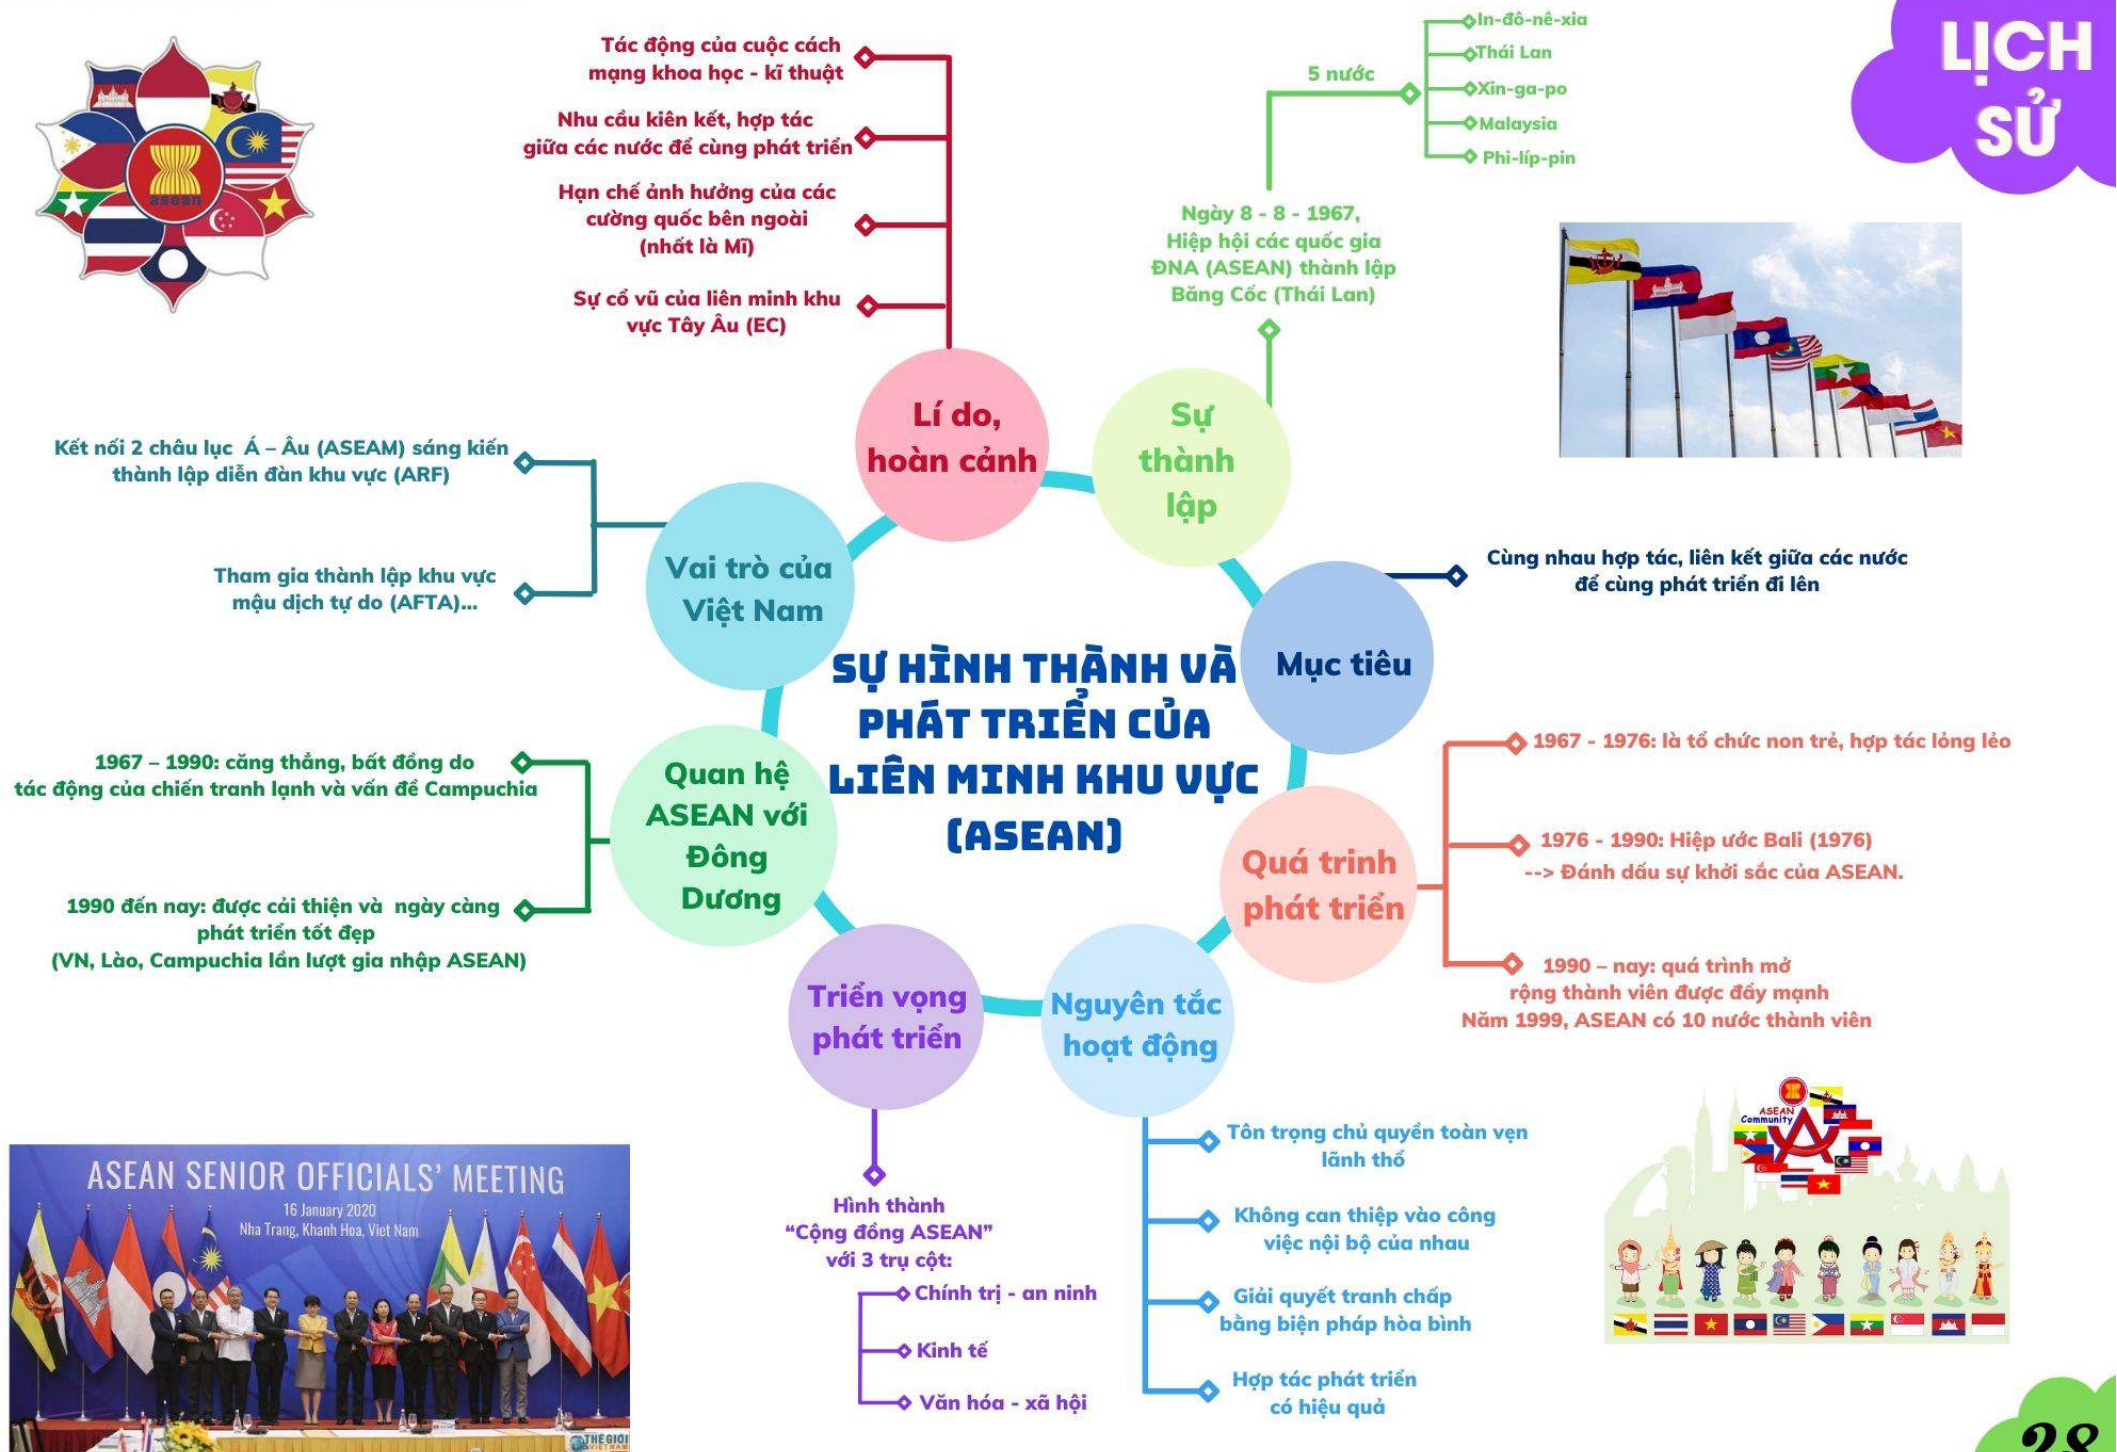 LỊCH
SỬ
SỰ HÌNH THÀNH VÀ
PHÁT TRIỂN CỦA
LIÊN MINH KHU VỰC
(ASEAN)
Lí do,
hoàn cảnh
Tác động của cuộc cách
mạng khoa học - kĩ thuật
Nhu cầu kiên kết, hợp tác
giữa các nước để cùng phát triển
Hạn chế ảnh hưởng của các
cường quốc bên ngoài
(nhất là Mĩ)
Sự cổ vũ của liên minh khu
vực Tây Âu (EC)
Sự
thành
lập
Ngày 8 - 8 - 1967,
Hiệp hội các quốc gia
ĐNA (ASEAN) thành lập
Băng Cốc (Thái Lan)
5 nước
In-đô-nê-xia
Thái Lan
Xin-ga-po
Malaysia
Phi-líp-pin
Mục tiêu
Cùng nhau hợp tác, liên kết giữa các nước
để cùng phát triển đi lên
Quá trinh
phát triển
1967 - 1976: là tổ chức non trẻ, hợp tác lỏng lẻo
1976 - 1990: Hiệp ước Bali (1976)
--> Đánh dấu sự khởi sắc của ASEAN.
1990 – nay: quá trình mở
rộng thành viên được đẩy mạnh
Năm 1999, ASEAN có 10 nước thành viên
Nguyên tắc
hoạt động
Tôn trọng chủ quyền toàn vẹn
lãnh thổ
Không can thiệp vào công
việc nội bộ của nhau
Giải quyết tranh chấp
bằng biện pháp hòa bình
Hợp tác phát triển
có hiệu quả
Triển vọng
phát triển
Hình thành
“Cộng đồng ASEAN”
với 3 trụ cột:
Chính trị - an ninh
Kinh tế
Văn hóa - xã hội
Quan hệ
ASEAN với
Đông
Dương
1967 – 1990: căng thẳng, bất đồng do
tác động của chiến tranh lạnh và vấn đề Campuchia
1990 đến nay: được cải thiện và ngày càng
phát triển tốt đẹp
(VN, Lào, Campuchia lần lượt gia nhập ASEAN)
Vai trò của
Việt Nam
Kết nối 2 châu lục Á – Âu (ASEAM) sáng kiến
thành lập diễn đàn khu vực (ARF)
Tham gia thành lập khu vực
mậu dịch tự do (AFTA)...
asean
ASEAN SENIOR OFFICIALS' MEETING
16 January 2020
Nha Trang, Khanh Hoa, Viet Nam
THẾ GIỚI
VIỆT NAM
ASEAN
Community
28